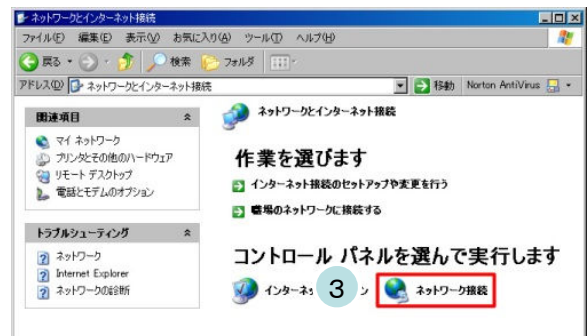 ネットワークとインターネット接続
ファイル(F) 編集(E) 表示(V) お気に入り(A) ツール(T) ヘルプ(H)
戻る 検索 フォルダ
アドレス(D) ネットワークとインターネット接続 移動 Norton AntiVirus
関連項目
マイ ネットワーク
プリンタとその他のハードウェア
リモート デスクトップ
電話とモデムのオプション
トラブルシューティング
ネットワーク
Internet Explorer
ネットワークの診断
ネットワークとインターネット接続
作業を選びます
インターネット接続のセットアップや変更を行う
職場のネットワークに接続する
コントロール パネルを選んで実行します
インターネ 3 ン ネットワーク接続